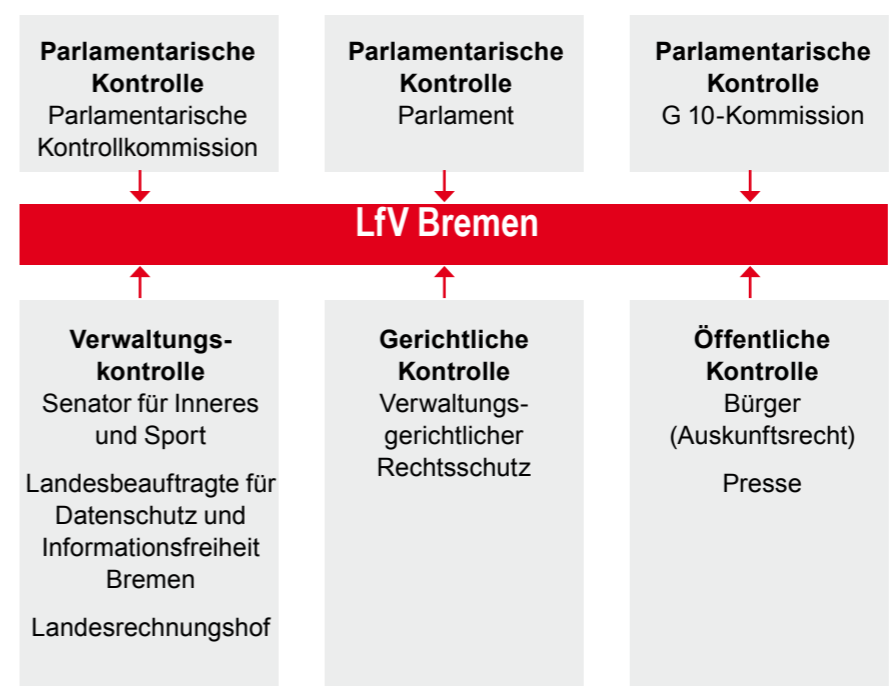 Parlamentarische
Kontrolle
Parlamentarische
Kontrollkommission
Parlamentarische
Kontrolle
Parlament
Parlamentarische
Kontrolle
G 10-Kommission
LfV Bremen
Verwaltungs-
kontrolle
Senator für Inneres
und Sport
Landesbeauftragte für
Datenschutz und
Informationsfreiheit
Bremen
Landesrechnungshof
Gerichtliche
Kontrolle
Verwaltungs-
gerichtlicher
Rechtsschutz
Öffentliche
Kontrolle
Bürger
(Auskunftsrecht)
Presse